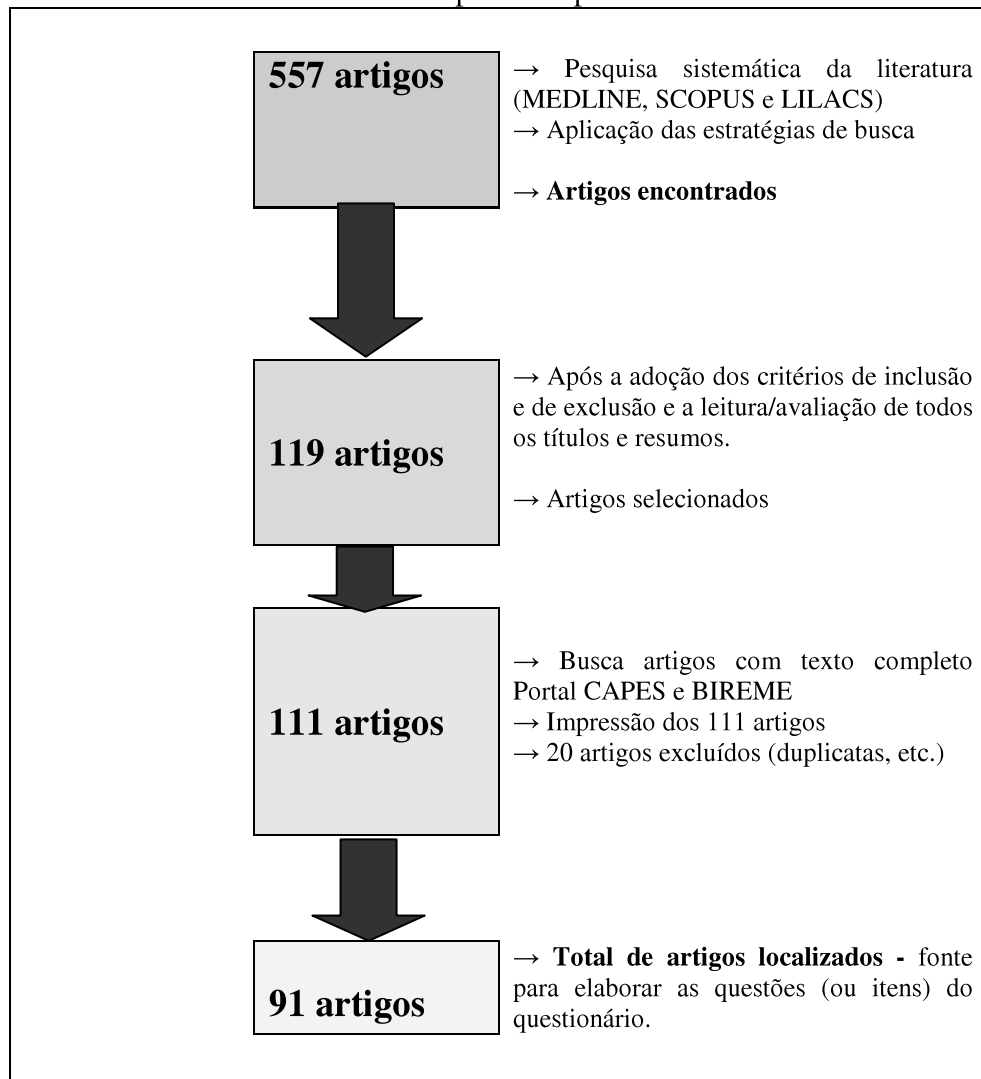 557 artigos
→ Pesquisa sistemática da literatura
(MEDLINE, SCOPUS e LILACS)
→ Aplicação das estratégias de busca
→ Artigos encontrados
119 artigos
→ Após a adoção dos critérios de inclusão
e de exclusão e a leitura/avaliação de todos
os títulos e resumos.
→ Artigos selecionados
111 artigos
→ Busca artigos com texto completo
Portal CAPES e BIREME
→ Impressão dos 111 artigos
→ 20 artigos excluídos (duplicatas, etc.)
91 artigos
→ Total de artigos localizados - fonte
para elaborar as questões (ou itens) do
questionário.